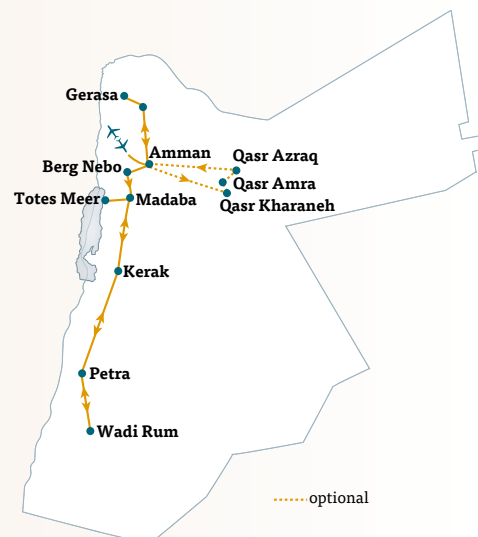 Gerasa
Amman
Qasr Azraq
Berg Nebo
Qasr Amra
Totes Meer
Madaba
Qasr Kharaneh
Kerak
Petra
Wadi Rum
optional